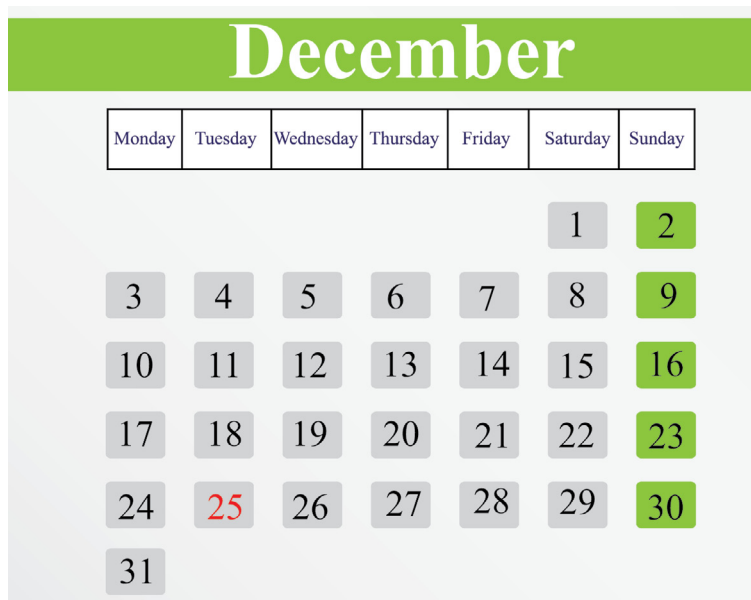 December
Monday Tuesday Wednesday Thursday Friday Saturday Sunday
1 2
3 4 5 6 7 8 9
10 11 12 13 14 15 16
17 18 19 20 21 22 23
24 25 26 27 28 29 30
31